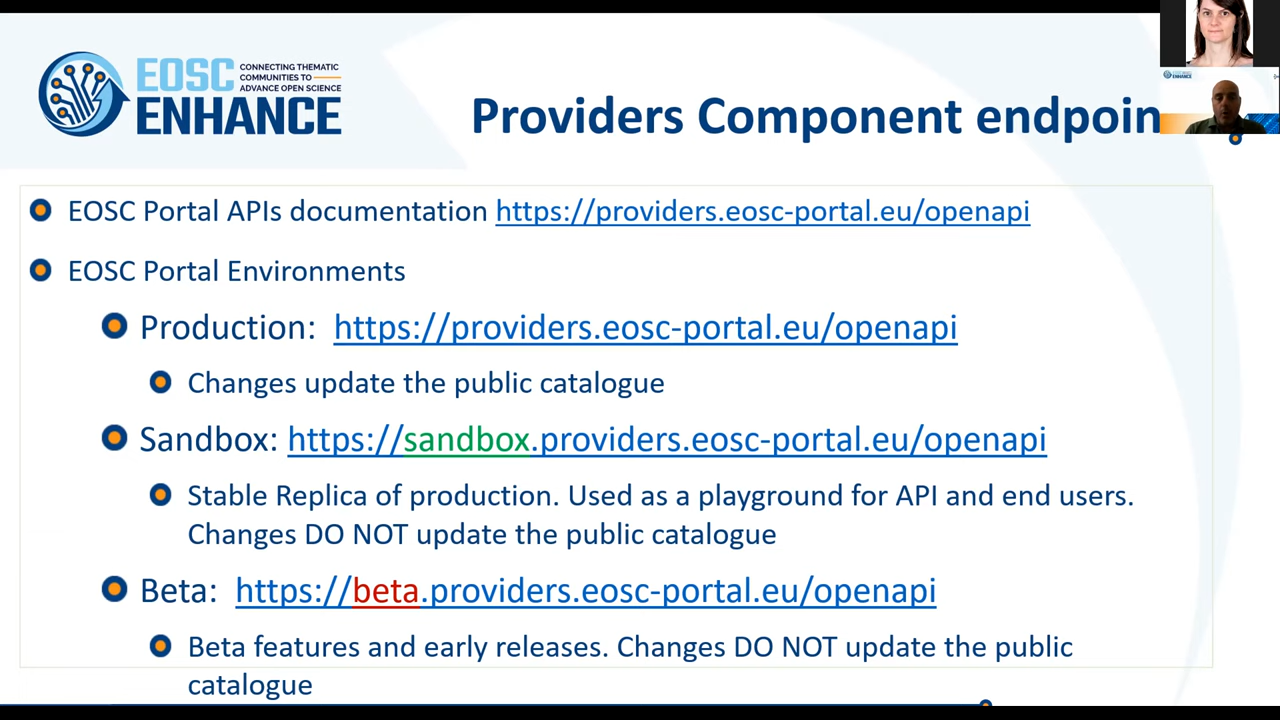 EOSC
CONNECTING THEMATIC
COMMUNITIES TO
ADVANCE OPEN SCIENCE
ENHANCE
Providers Component endpoin
EOSC Portal APIs documentation https://providers.eosc-portal.eu/openapi
EOSC Portal Environments
Production: https://providers.eosc-portal.eu/openapi
Changes update the public catalogue
Sandbox: https://sandbox.providers.eosc-portal.eu/openapi
Stable Replica of production. Used as a playground for API and end users.
Changes DO NOT update the public catalogue
Beta: https://beta.providers.eosc-portal.eu/openapi
Beta features and early releases. Changes DO NOT update the public
catalogue